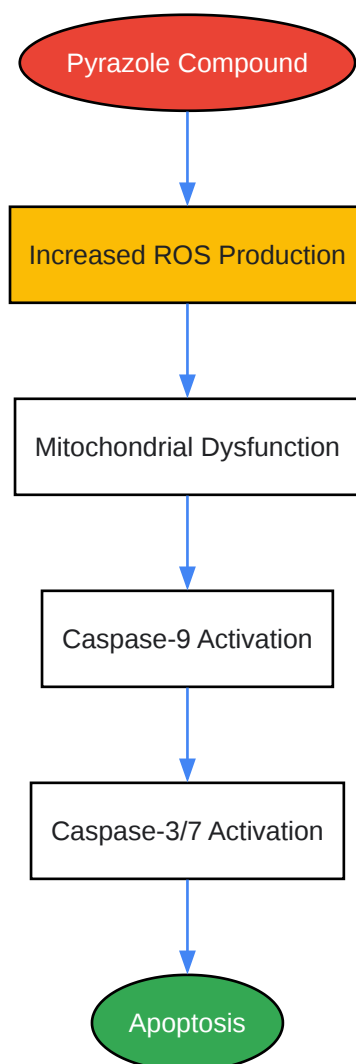 Pyrazole Compound
Increased ROS Production
Mitochondrial Dysfunction
Caspase-9 Activation
Caspase-3/7 Activation
Apoptosis